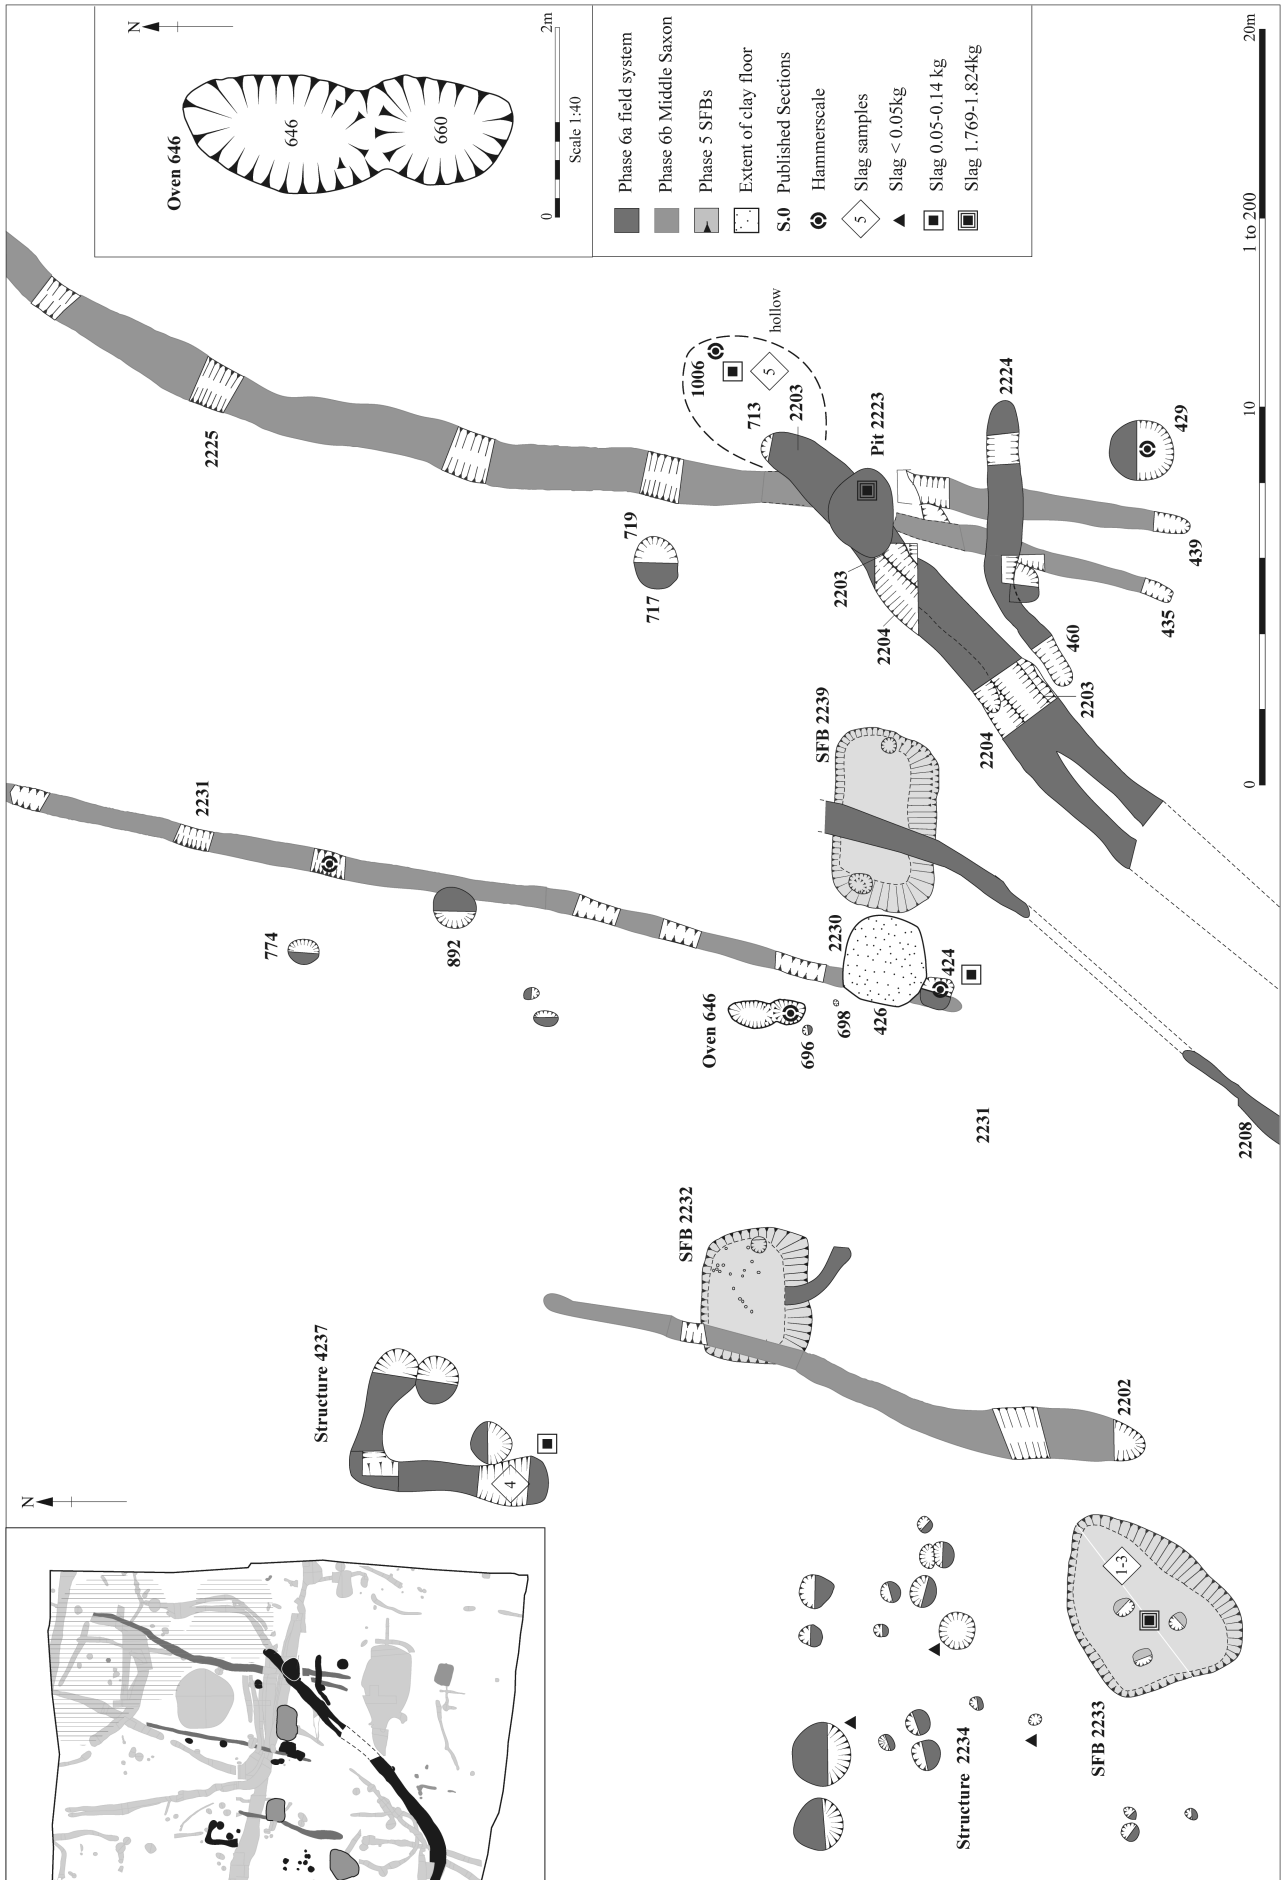 N
Oven 646
646
660
0
2m
Scale 1:40
Phase 6a field system
Phase 6b Middle Saxon
Phase 5 SFBs
Extent of clay floor
S.0 Published Sections
Hammerscale
5
Slag samples
Slag < 0.05kg
Slag 0.05-0.14 kg
Slag 1.769-1.824kg
0
10
1 to 200
20m
2225
719
717
hollow
1006
5
713
2203
Pit 2223
2224
429
439
435
460
2203
2204
2203
2204
SFB 2239
2231
774
892
2230
424
Oven 646
696
698
426
2231
2208
SFB 2232
2202
Structure 4237
4
N
Structure 2234
1-3
SFB 2233